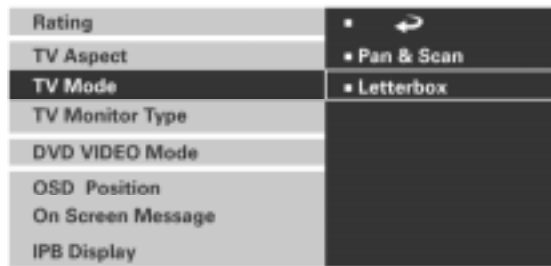 Rating
TV Aspect
TV Mode
TV Monitor Type
DVD VIDEO Mode
OSD Position
On Screen Message
IPB Display
▪ ⤶
▪ Pan & Scan
▪ Letterbox